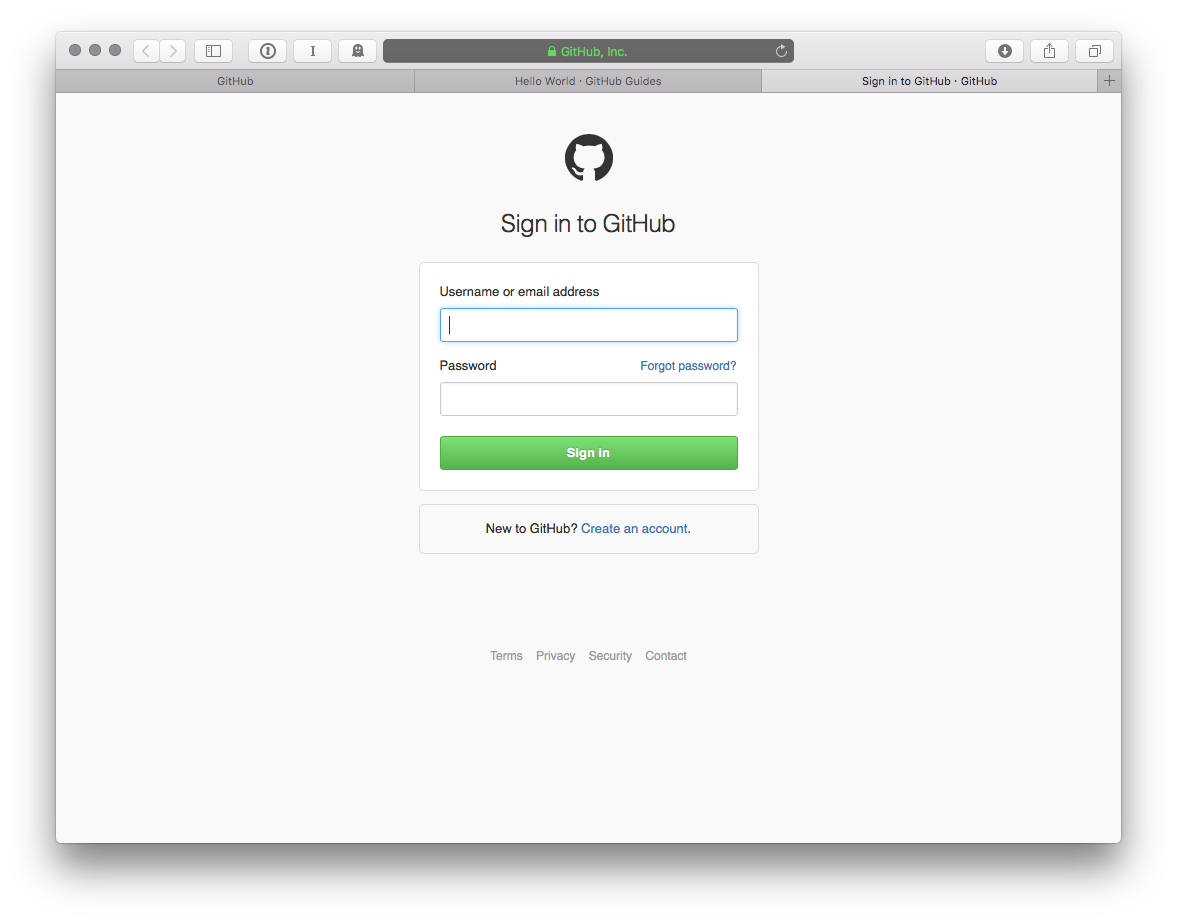 GitHub, Inc.
GitHub
Hello World · GitHub Guides
Sign in to GitHub · GitHub
Sign in to GitHub
Username or email address
Password
Forgot password?
Sign in
New to GitHub? Create an account.
Terms Privacy Security Contact